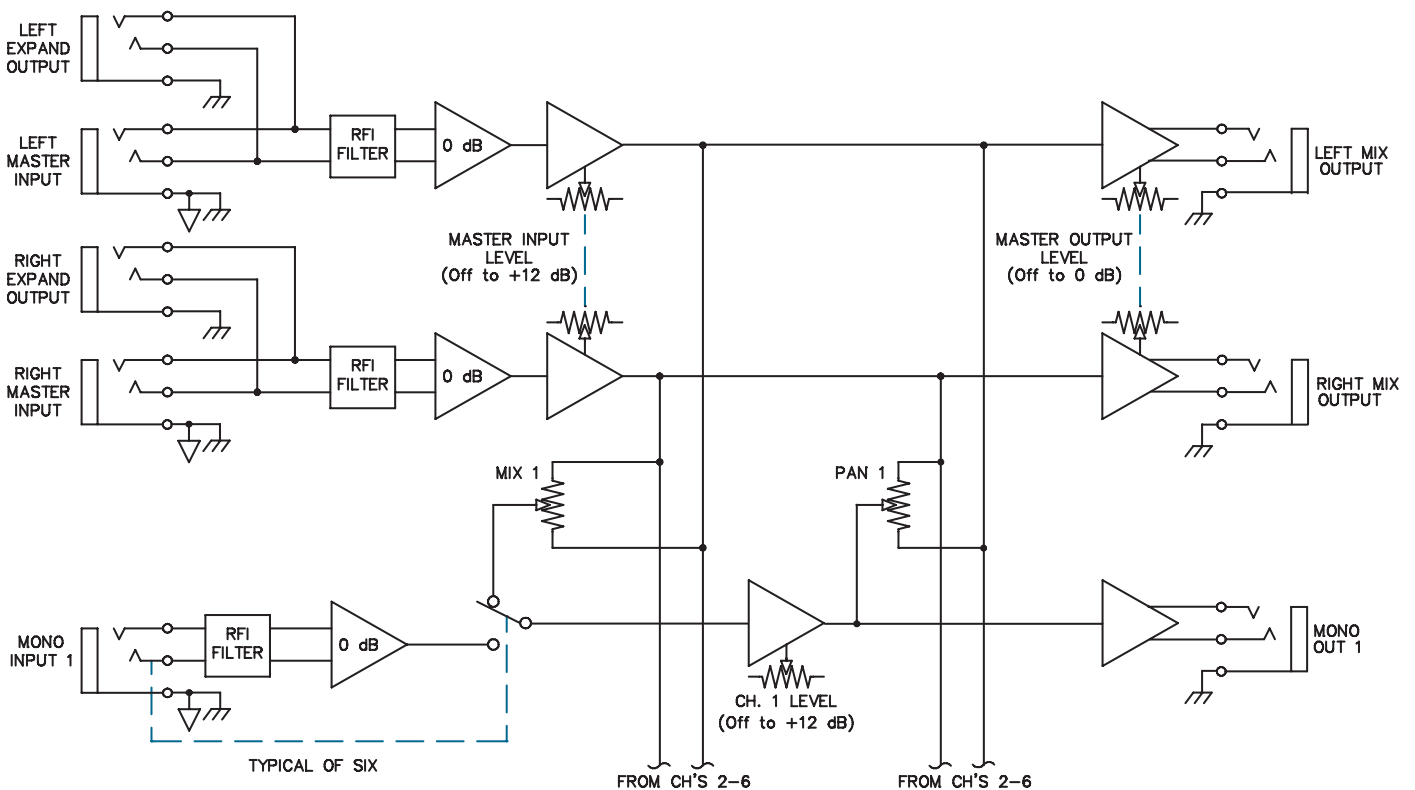 LEFT
EXPAND
OUTPUT
LEFT
MASTER
INPUT
RFI
FILTER
0 dB
LEFT MIX
OUTPUT
MASTER INPUT
LEVEL
(Off to +12 dB)
MASTER OUTPUT
LEVEL
(Off to 0 dB)
RIGHT
EXPAND
OUTPUT
RIGHT
MASTER
INPUT
RFI
FILTER
0 dB
RIGHT MIX
OUTPUT
MIX 1
PAN 1
MONO
INPUT 1
RFI
FILTER
0 dB
MONO
OUT 1
CH. 1 LEVEL
(Off to +12 dB)
TYPICAL OF SIX
FROM CH'S 2-6
FROM CH'S 2-6